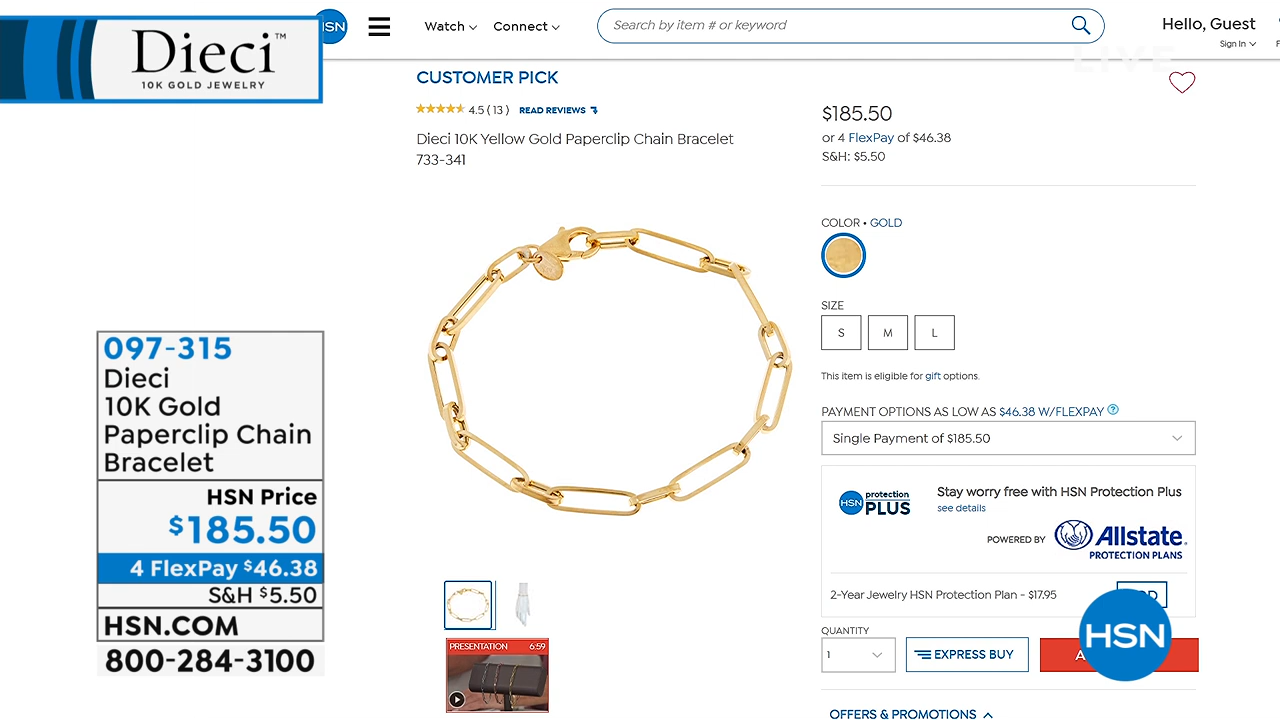 Dieci™
10K GOLD JEWELRY
HSN
Watch
Connect
Search by item # or keyword
Hello, Guest
Sign In
LIVE
CUSTOMER PICK
4.5 ( 13 ) READ REVIEWS
Dieci 10K Yellow Gold Paperclip Chain Bracelet
733-341
$185.50
or 4 FlexPay of $46.38
S&H: $5.50
COLOR • GOLD
SIZE
S M L
This item is eligible for gift options.
PAYMENT OPTIONS AS LOW AS $46.38 W/FLEXPAY ?
Single Payment of $185.50
HSN protection PLUS
Stay worry free with HSN Protection Plus
see details
POWERED BY Allstate.
PROTECTION PLANS
2-Year Jewelry HSN Protection Plan - $17.95
QUANTITY
1
EXPRESS BUY
HSN
OFFERS & PROMOTIONS
PRESENTATION 6:59
097-315
Dieci
10K Gold
Paperclip Chain
Bracelet
HSN Price
$185.50
4 FlexPay $46.38
S&H $5.50
HSN.COM
800-284-3100